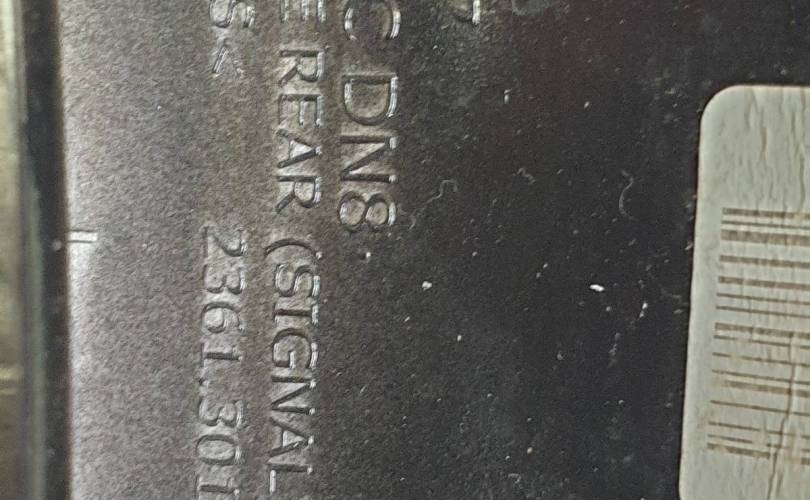 C DN8
E REAR (SIGNAL
S< 2361.301